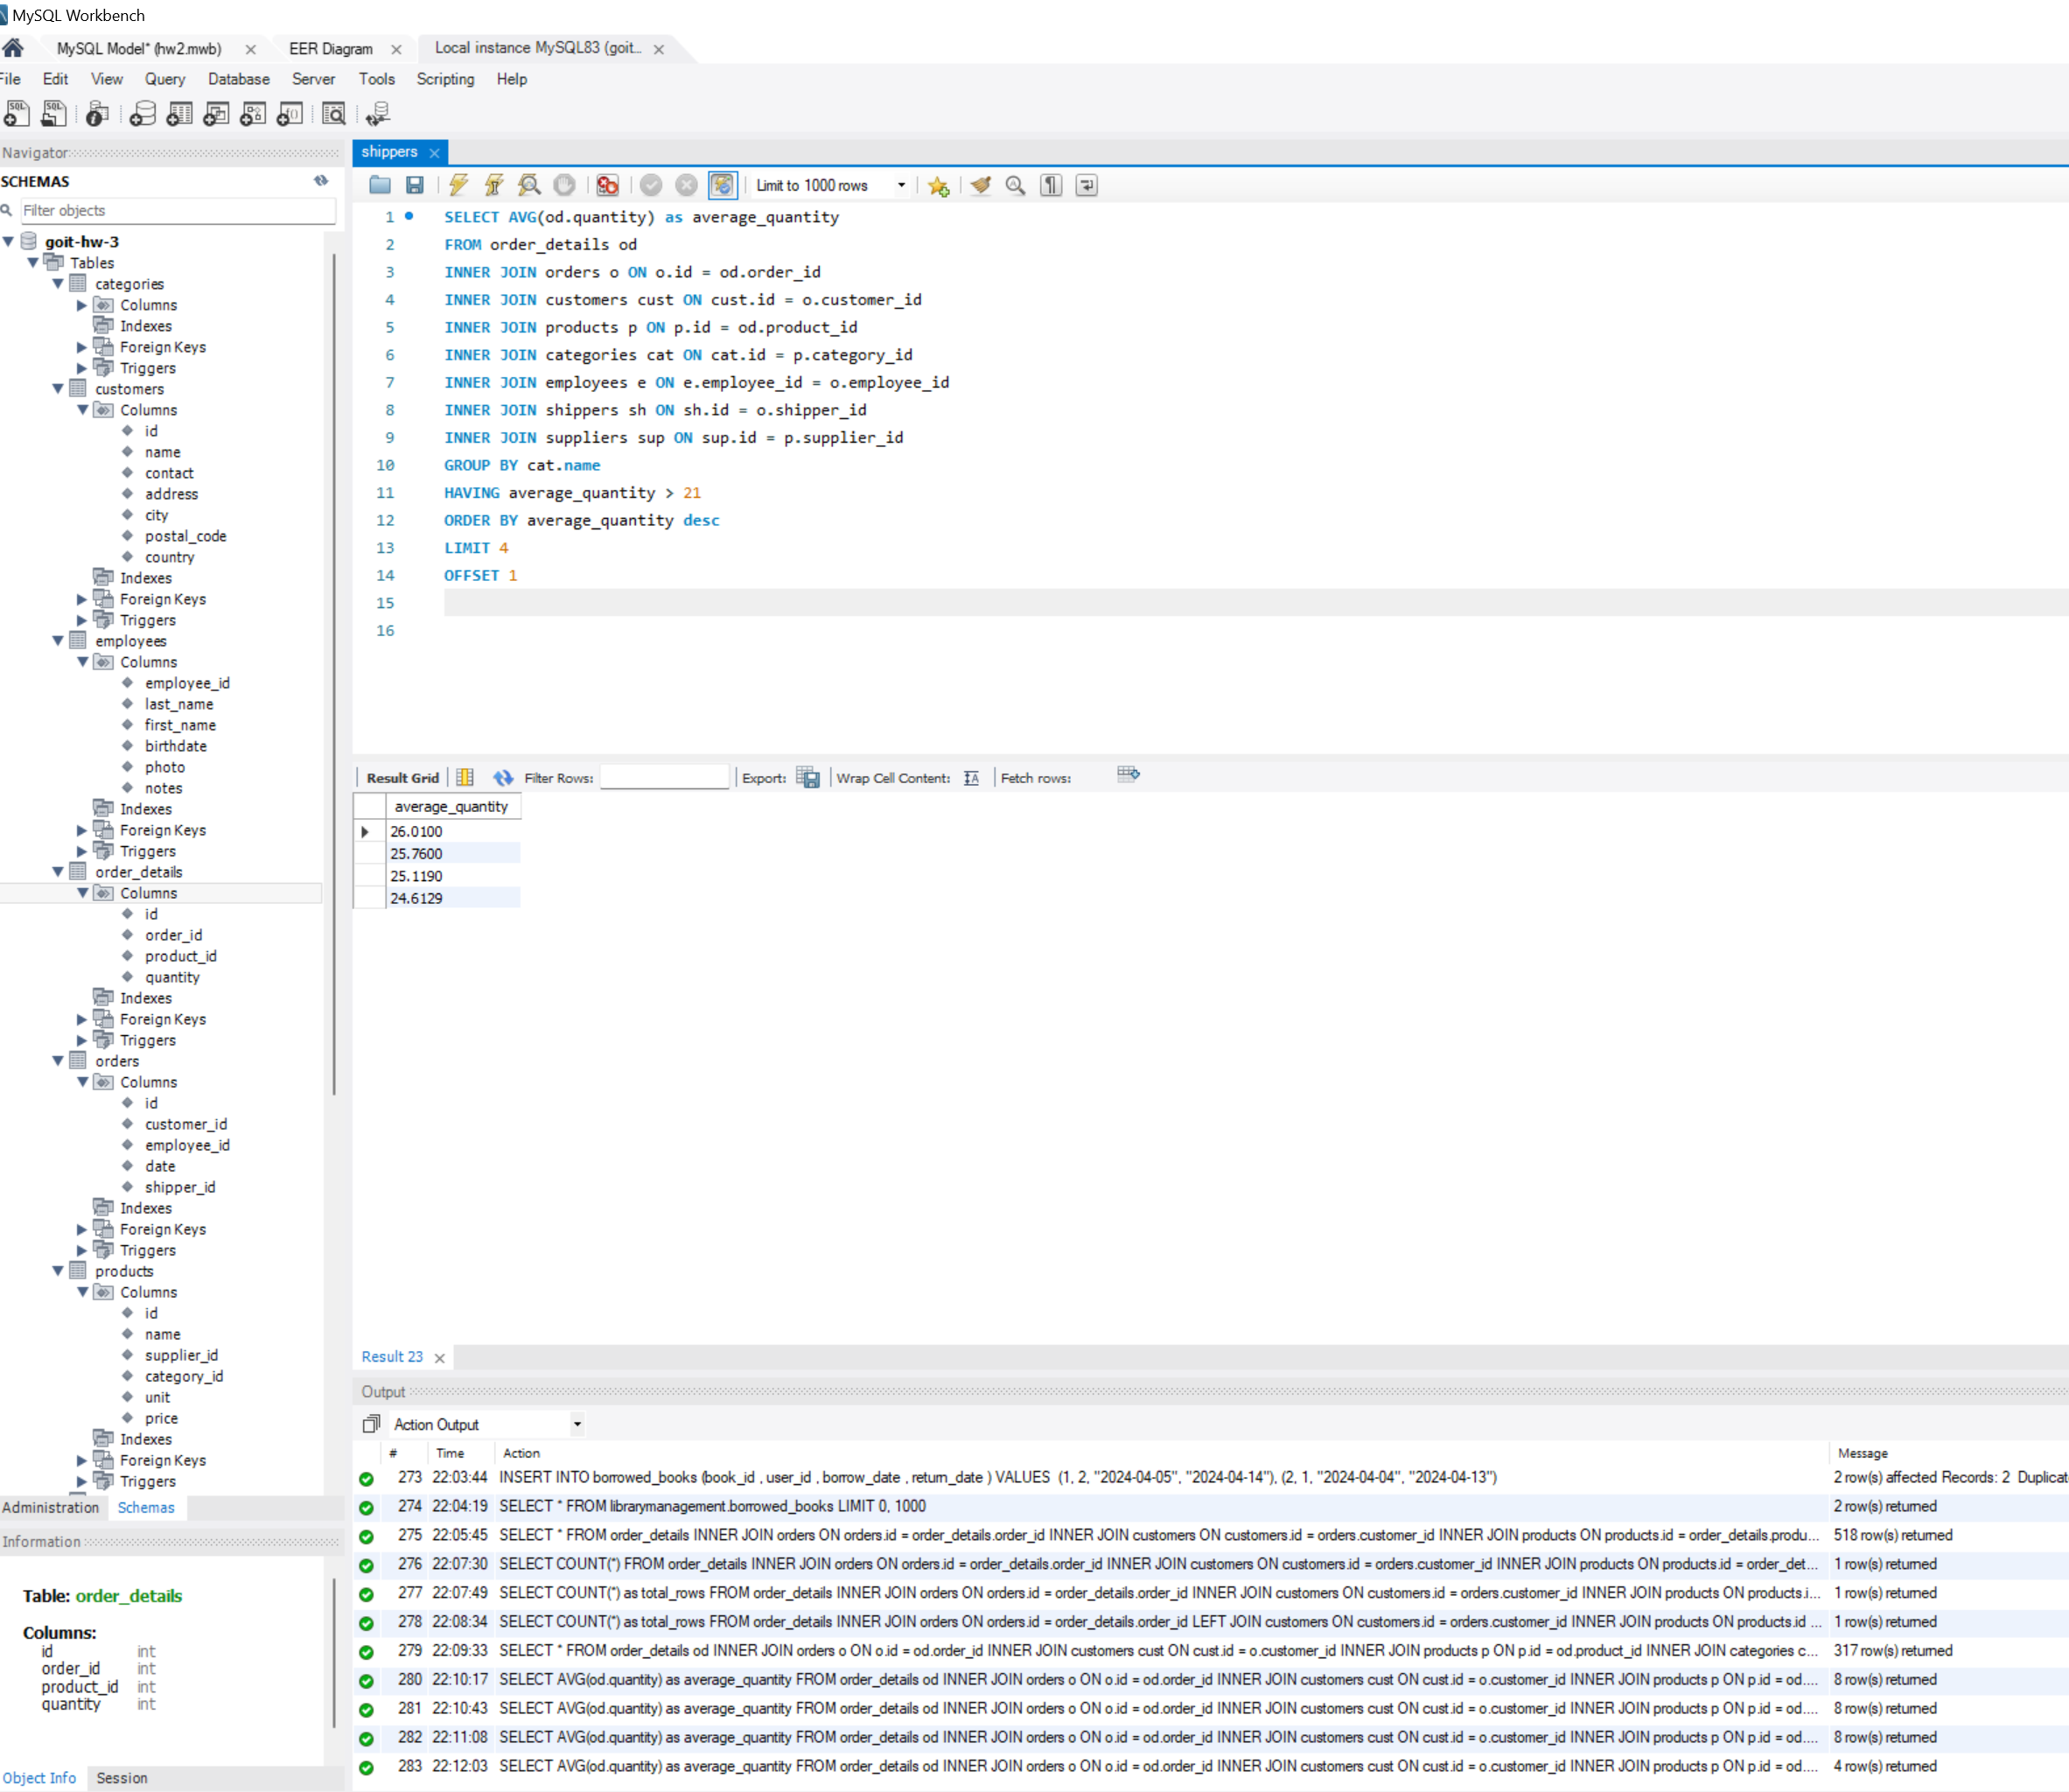 MySQL Workbench
MySQL Model* (hw2.mwb)
EER Diagram
Local instance MySQL83 (goit...
File Edit View Query Database Server Tools Scripting Help
Navigator
SCHEMAS
Filter objects
goit-hw-3
Tables
categories
Columns
Indexes
Foreign Keys
Triggers
customers
Columns
id
name
contact
address
city
postal_code
country
Indexes
Foreign Keys
Triggers
employees
Columns
employee_id
last_name
first_name
birthdate
photo
notes
Indexes
Foreign Keys
Triggers
order_details
Columns
id
order_id
product_id
quantity
Indexes
Foreign Keys
Triggers
orders
Columns
id
customer_id
employee_id
date
shipper_id
Indexes
Foreign Keys
Triggers
products
Columns
id
name
supplier_id
category_id
unit
price
Indexes
Foreign Keys
Triggers
Administration Schemas
Information
Table: order_details
Columns:
id int
order_id int
product_id int
quantity int
Object Info Session
shippers
Limit to 1000 rows
1 SELECT AVG(od.quantity) as average_quantity
2 FROM order_details od
3 INNER JOIN orders o ON o.id = od.order_id
4 INNER JOIN customers cust ON cust.id = o.customer_id
5 INNER JOIN products p ON p.id = od.product_id
6 INNER JOIN categories cat ON cat.id = p.category_id
7 INNER JOIN employees e ON e.employee_id = o.employee_id
8 INNER JOIN shippers sh ON sh.id = o.shipper_id
9 INNER JOIN suppliers sup ON sup.id = p.supplier_id
10 GROUP BY cat.name
11 HAVING average_quantity > 21
12 ORDER BY average_quantity desc
13 LIMIT 4
14 OFFSET 1
15
16
Result Grid Filter Rows: Export: Wrap Cell Content: Fetch rows:
average_quantity
26.0100
25.7600
25.1190
24.6129
Result 23
Output
Action Output
# Time Action Message
273 22:03:44 INSERT INTO borrowed_books (book_id , user_id , borrow_date , return_date ) VALUES (1, 2, "2024-04-05", "2024-04-14"), (2, 1, "2024-04-04", "2024-04-13") 2 row(s) affected Records: 2 Duplicat
274 22:04:19 SELECT * FROM librarymanagement.borrowed_books LIMIT 0, 1000 2 row(s) returned
275 22:05:45 SELECT * FROM order_details INNER JOIN orders ON orders.id = order_details.order_id INNER JOIN customers ON customers.id = orders.customer_id INNER JOIN products ON products.id = order_details.produ... 518 row(s) returned
276 22:07:30 SELECT COUNT(*) FROM order_details INNER JOIN orders ON orders.id = order_details.order_id INNER JOIN customers ON customers.id = orders.customer_id INNER JOIN products ON products.id = order_det... 1 row(s) returned
277 22:07:49 SELECT COUNT(*) as total_rows FROM order_details INNER JOIN orders ON orders.id = order_details.order_id INNER JOIN customers ON customers.id = orders.customer_id INNER JOIN products ON products.i... 1 row(s) returned
278 22:08:34 SELECT COUNT(*) as total_rows FROM order_details INNER JOIN orders ON orders.id = order_details.order_id LEFT JOIN customers ON customers.id = orders.customer_id INNER JOIN products ON products.id ... 1 row(s) returned
279 22:09:33 SELECT * FROM order_details od INNER JOIN orders o ON o.id = od.order_id INNER JOIN customers cust ON cust.id = o.customer_id INNER JOIN products p ON p.id = od.product_id INNER JOIN categories c... 317 row(s) returned
280 22:10:17 SELECT AVG(od.quantity) as average_quantity FROM order_details od INNER JOIN orders o ON o.id = od.order_id INNER JOIN customers cust ON cust.id = o.customer_id INNER JOIN products p ON p.id = od.... 8 row(s) returned
281 22:10:43 SELECT AVG(od.quantity) as average_quantity FROM order_details od INNER JOIN orders o ON o.id = od.order_id INNER JOIN customers cust ON cust.id = o.customer_id INNER JOIN products p ON p.id = od.... 8 row(s) returned
282 22:11:08 SELECT AVG(od.quantity) as average_quantity FROM order_details od INNER JOIN orders o ON o.id = od.order_id INNER JOIN customers cust ON cust.id = o.customer_id INNER JOIN products p ON p.id = od.... 8 row(s) returned
283 22:12:03 SELECT AVG(od.quantity) as average_quantity FROM order_details od INNER JOIN orders o ON o.id = od.order_id INNER JOIN customers cust ON cust.id = o.customer_id INNER JOIN products p ON p.id = od.... 4 row(s) returned